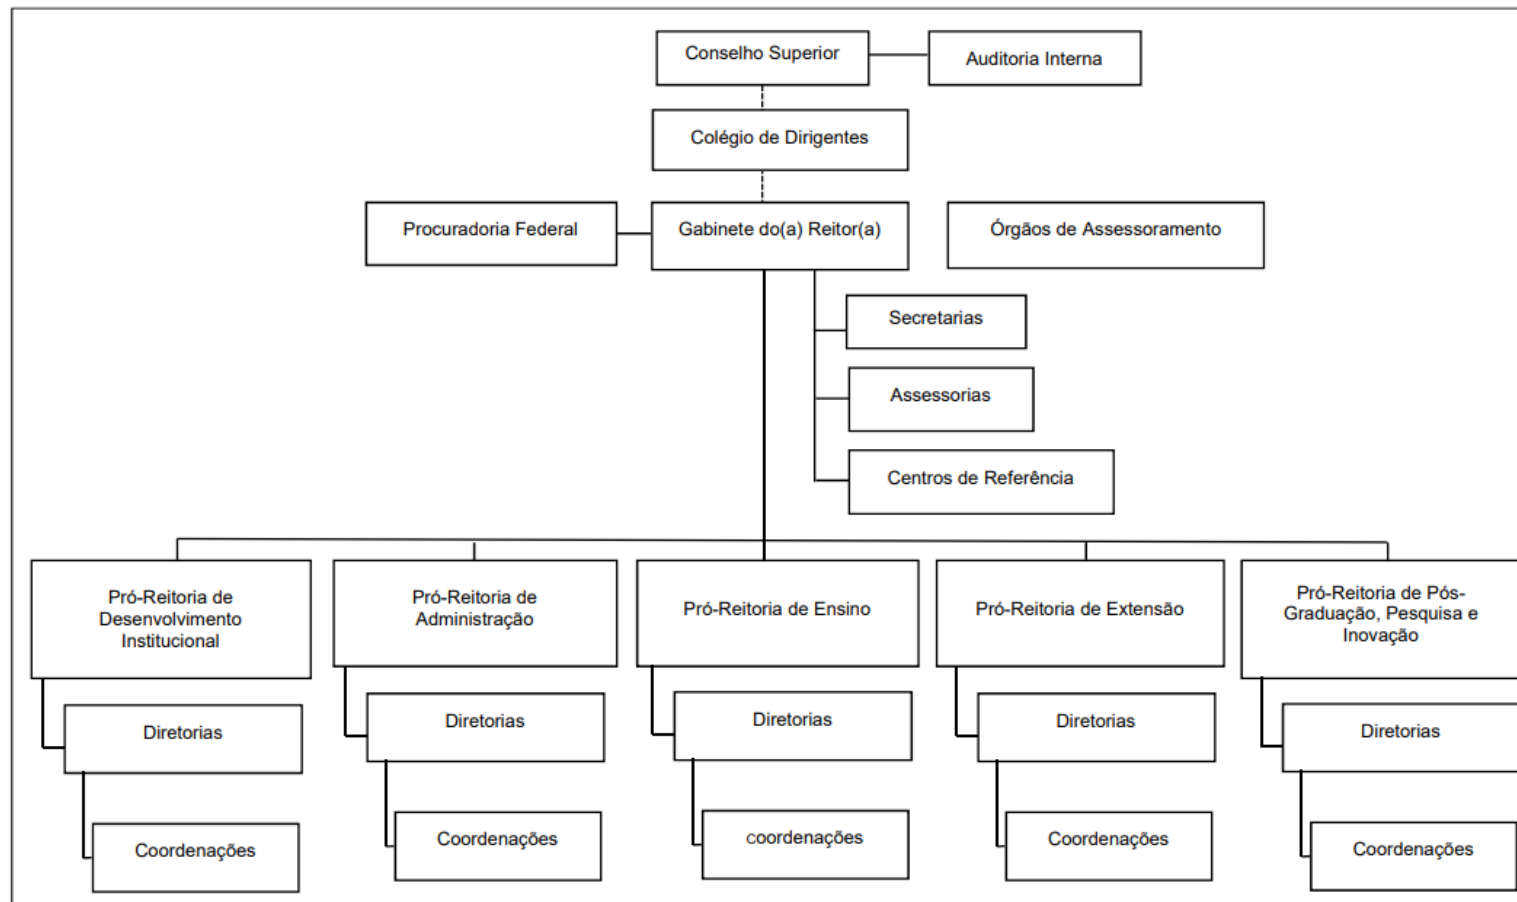 Conselho Superior
Auditoria Interna
Colégio de Dirigentes
Procuradoria Federal
Gabinete do(a) Reitor(a)
Órgãos de Assessoramento
Secretarias
Assessorias
Centros de Referência
Pró-Reitoria de
Desenvolvimento
Institucional
Pró-Reitoria de
Administração
Pró-Reitoria de Ensino
Pró-Reitoria de Extensão
Pró-Reitoria de Pós-
Graduação, Pesquisa e
Inovação
Diretorias
Diretorias
Diretorias
Diretorias
Diretorias
Coordenações
Coordenações
coordenações
Coordenações
Coordenações